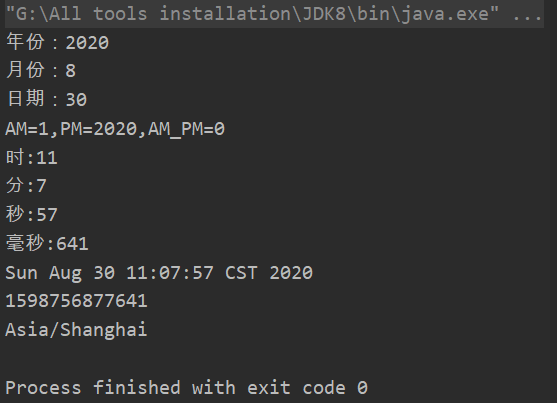 "G:\All tools installation\JDK8\bin\java.exe" ...
年份：2020
月份：8
日期：30
AM=1,PM=2020,AM_PM=0
时:11
分:7
秒:57
毫秒:641
Sun Aug 30 11:07:57 CST 2020
1598756877641
Asia/Shanghai
Process finished with exit code 0